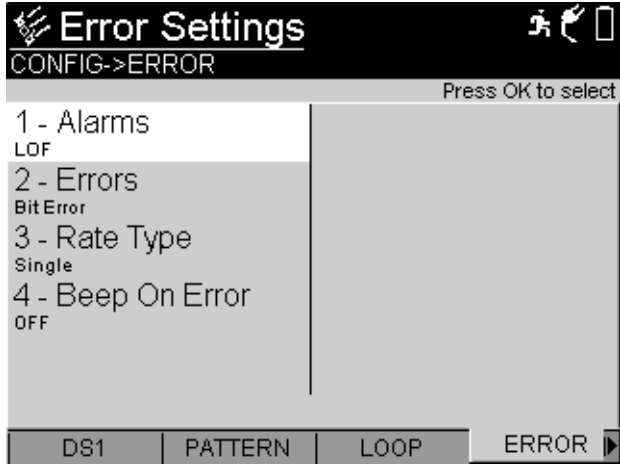 Error Settings
CONFIG->ERROR
Press OK to select
1 - Alarms
LOF
2 - Errors
Bit Error
3 - Rate Type
Single
4 - Beep On Error
OFF
DS1 PATTERN LOOP ERROR